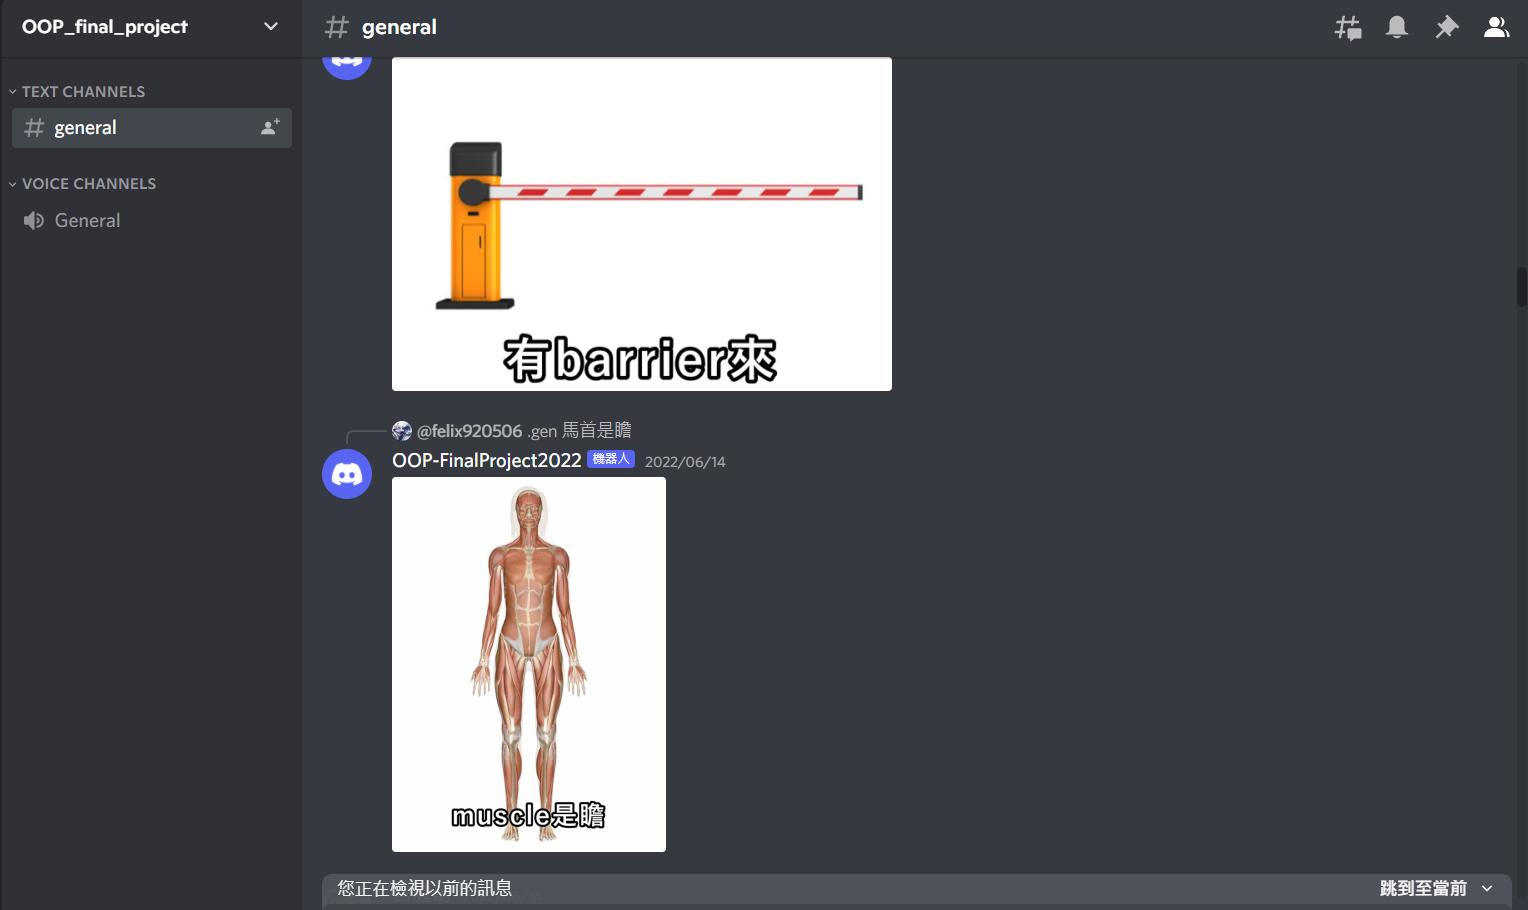 OOP_final_project
general
TEXT CHANNELS
general
VOICE CHANNELS
General
有barrier來
@felix920506 .gen 馬首是瞻
OOP-FinalProject2022 機器人 2022/06/14
muscle是瞻
您正在檢視以前的訊息 跳到至當前